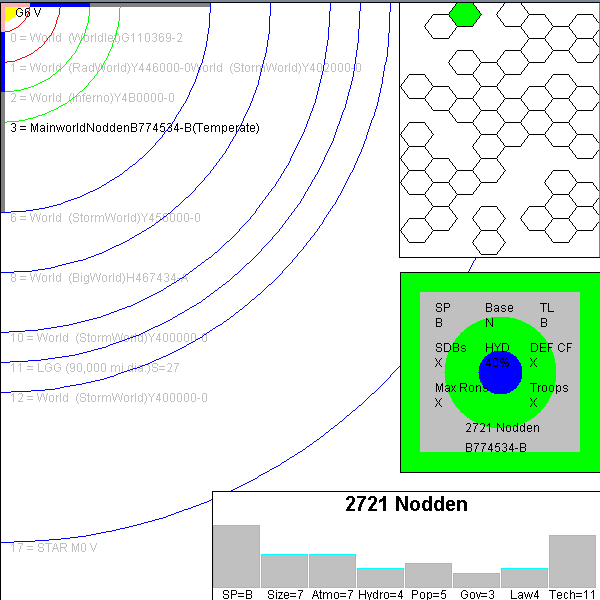 G6 V
0 = World (Worldlet)G110369-2
1 = World (RadWorld)Y446000-0World (StormWorld)Y402000-0
2 = World (Inferno)Y4B0000-0
3 = MainworldNoddenB774534-B(Temperate)
6 = World (StormWorld)Y455000-0
8 = World (BigWorld)H467434-A
10 = World (StormWorld)Y400000-0
11 = LGG (90,000 mi dia.)S=27
12 = World (StormWorld)Y400000-0
17 = STAR M0 V
SP Base TL
B N B
SDBs HYD DEF CF
X 40% X
Max Rons Troops
X X
2721 Nodden
B774534-B
2721 Nodden
SP=B Size=7 Atmo=7 Hydro=4 Pop=5 Gov=3 Law4 Tech=11